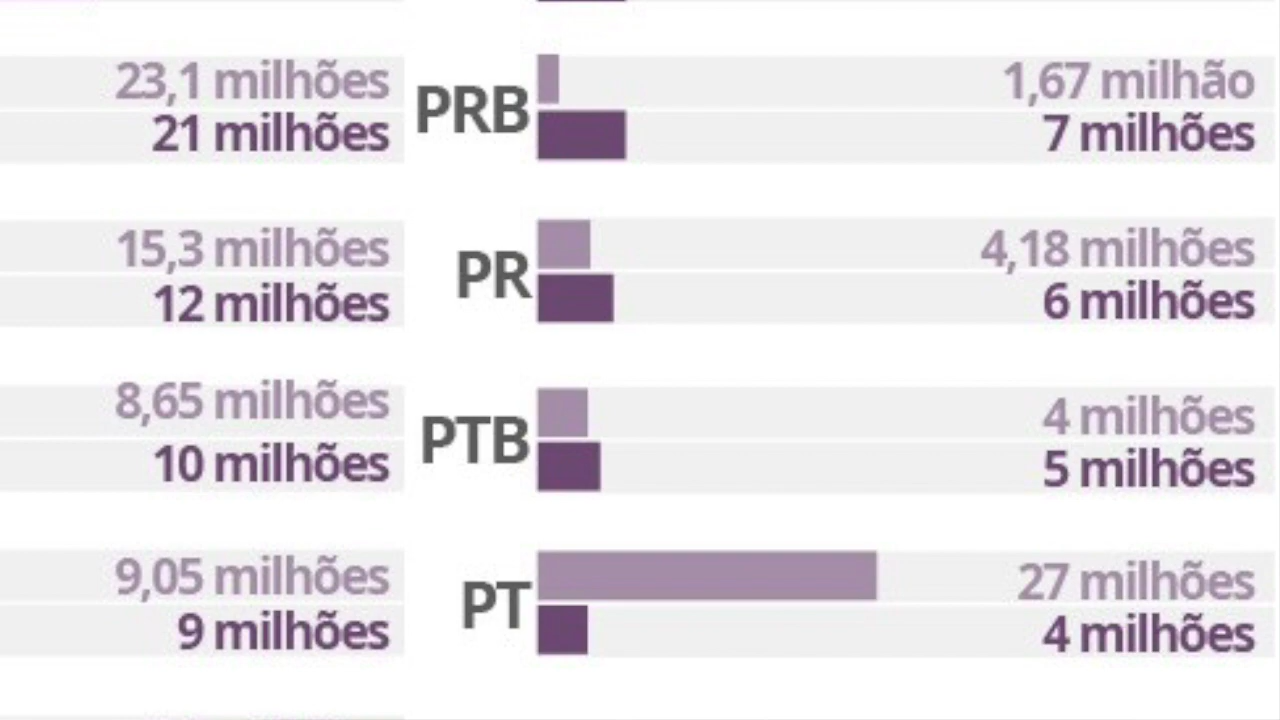 23,1 milhões
21 milhões
PRB
1,67 milhão
7 milhões
15,3 milhões
12 milhões
PR
4,18 milhões
6 milhões
8,65 milhões
10 milhões
PTB
4 milhões
5 milhões
9,05 milhões
9 milhões
PT
27 milhões
4 milhões